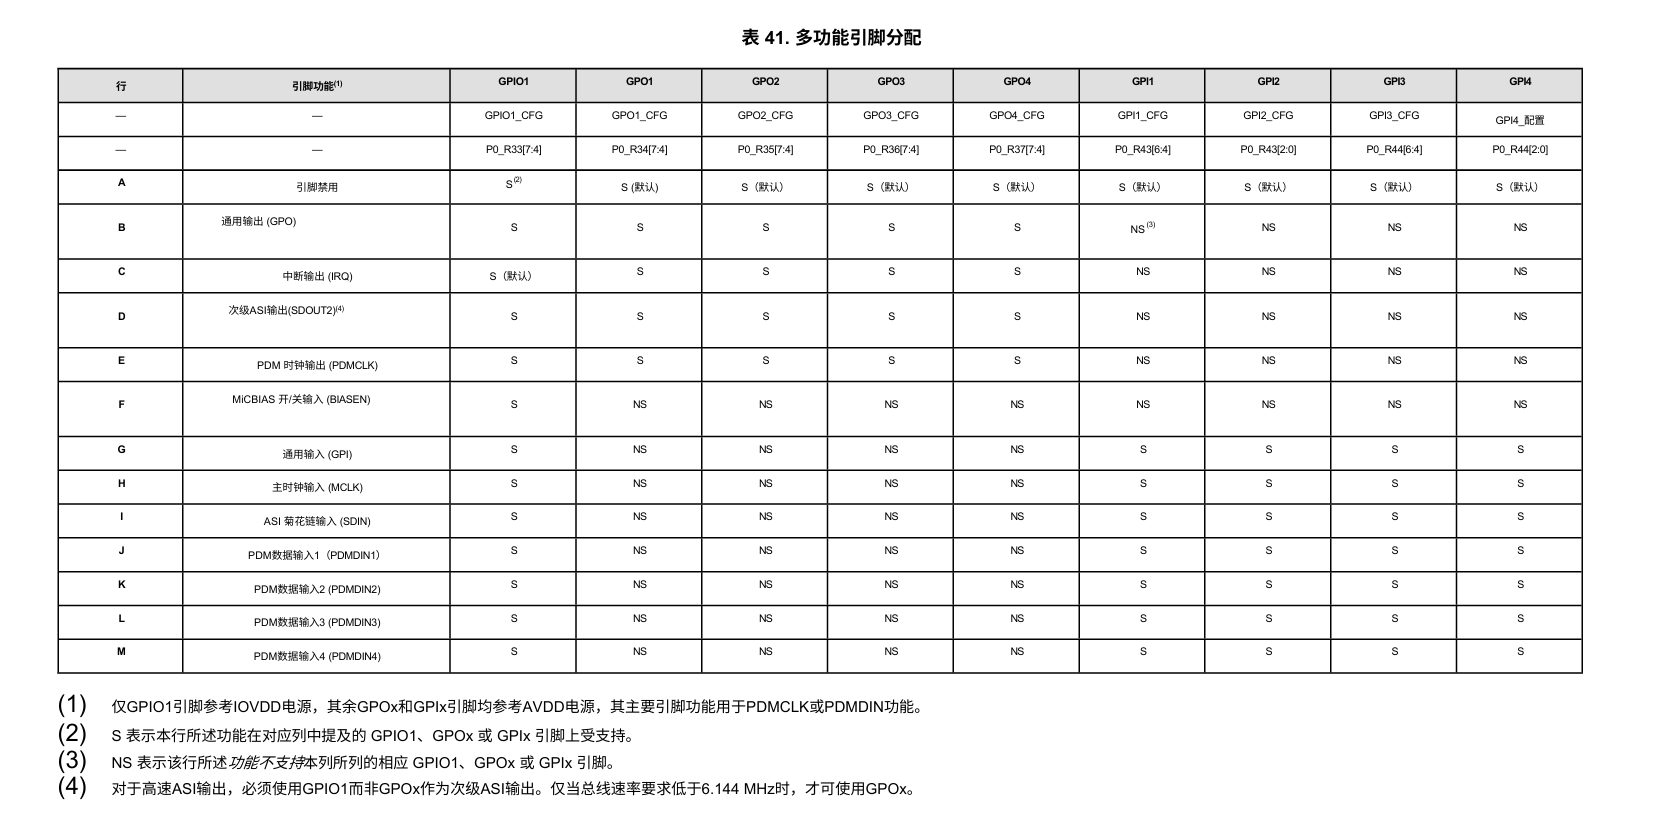 表 41. 多功能引脚分配
行 引脚功能(1) GPIO1 GPO1 GPO2 GPO3 GPO4 GPI1 GPI2 GPI3 GPI4
— — GPIO1_CFG GPO1_CFG GPO2_CFG GPO3_CFG GPO4_CFG GPI1_CFG GPI2_CFG GPI3_CFG GPI4_配置
— — P0_R33[7:4] P0_R34[7:4] P0_R35[7:4] P0_R36[7:4] P0_R37[7:4] P0_R43[6:4] P0_R43[2:0] P0_R44[6:4] P0_R44[2:0]
A 引脚禁用 S(2) S (默认) S（默认） S（默认） S（默认） S（默认） S（默认） S（默认） S（默认）
B 通用输出 (GPO) S S S S S NS(3) NS NS NS
C 中断输出 (IRQ) S（默认） S S S S NS NS NS NS
D 次级ASI输出(SDOUT2)(4) S S S S S NS NS NS NS
E PDM 时钟输出 (PDMCLK) S S S S S NS NS NS NS
F MiCBIAS 开/关输入 (BIASEN) S NS NS NS NS NS NS NS NS
G 通用输入 (GPI) S NS NS NS NS S S S S
H 主时钟输入 (MCLK) S NS NS NS NS S S S S
I ASI 菊花链输入 (SDIN) S NS NS NS NS S S S S
J PDM数据输入1（PDMDIN1） S NS NS NS NS S S S S
K PDM数据输入2 (PDMDIN2) S NS NS NS NS S S S S
L PDM数据输入3 (PDMDIN3) S NS NS NS NS S S S S
M PDM数据输入4 (PDMDIN4) S NS NS NS NS S S S S
(1) 仅GPIO1引脚参考IOVDD电源，其余GPOx和GPIx引脚均参考AVDD电源，其主要引脚功能用于PDMCLK或PDMDIN功能。
(2) S 表示本行所述功能在对应列中提及的 GPIO1、GPOx 或 GPIx 引脚上受支持。
(3) NS 表示该行所述功能不支持本列所列的相应 GPIO1、GPOx 或 GPIx 引脚。
(4) 对于高速ASI输出，必须使用GPIO1而非GPOx作为次级ASI输出。仅当总线速率要求低于6.144 MHz时，才可使用GPOx。